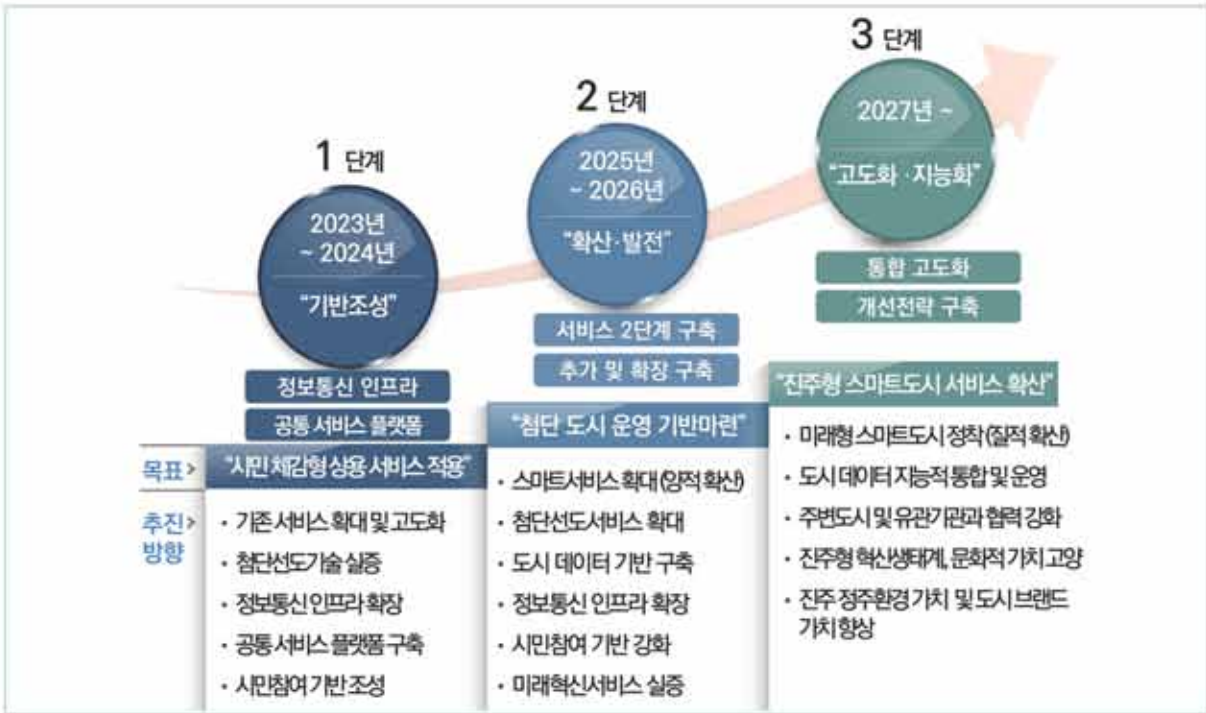 1 단계
2023년
~ 2024년
“기반조성”
정보통신 인프라
공통 서비스 플랫폼
2 단계
2025년
~ 2026년
“확산·발전”
서비스 2단계 구축
추가 및 확장 구축
3 단계
2027년 ~
“고도화 · 지능화”
통합 고도화
개선전략 구축
목표 >
“시민 체감형 상용 서비스 적용”
“첨단 도시 운영 기반마련”
“진주형 스마트도시 서비스 확산”
추진 >
방향
· 기존 서비스 확대 및 고도화
· 첨단선도기술 실증
· 정보통신 인프라 확장
· 공통 서비스 플랫폼 구축
· 시민참여 기반 조성
· 스마트서비스 확대 (양적 확산)
· 첨단선도서비스 확대
· 도시 데이터 기반 구축
· 정보통신 인프라 확장
· 시민참여 기반 강화
· 미래혁신서비스 실증
· 미래형 스마트도시 정착 (질적 확산)
· 도시 데이터 지능적 통합 및 운영
· 주변도시 및 유관기관과 협력 강화
· 진주형 혁신생태계, 문화적 가치 고양
· 진주 정주환경 가치 및 도시 브랜드
가치 향상